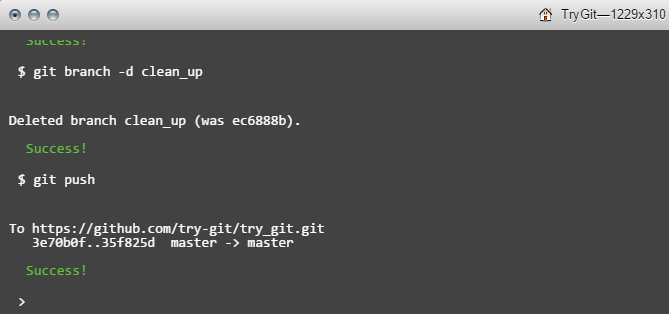 TryGit—1229x310
Success!
$ git branch -d clean_up
Deleted branch clean_up (was ec6888b).
Success!
$ git push
To https://github.com/try-git/try_git.git
3e70b0f..35f825d master -> master
Success!
>